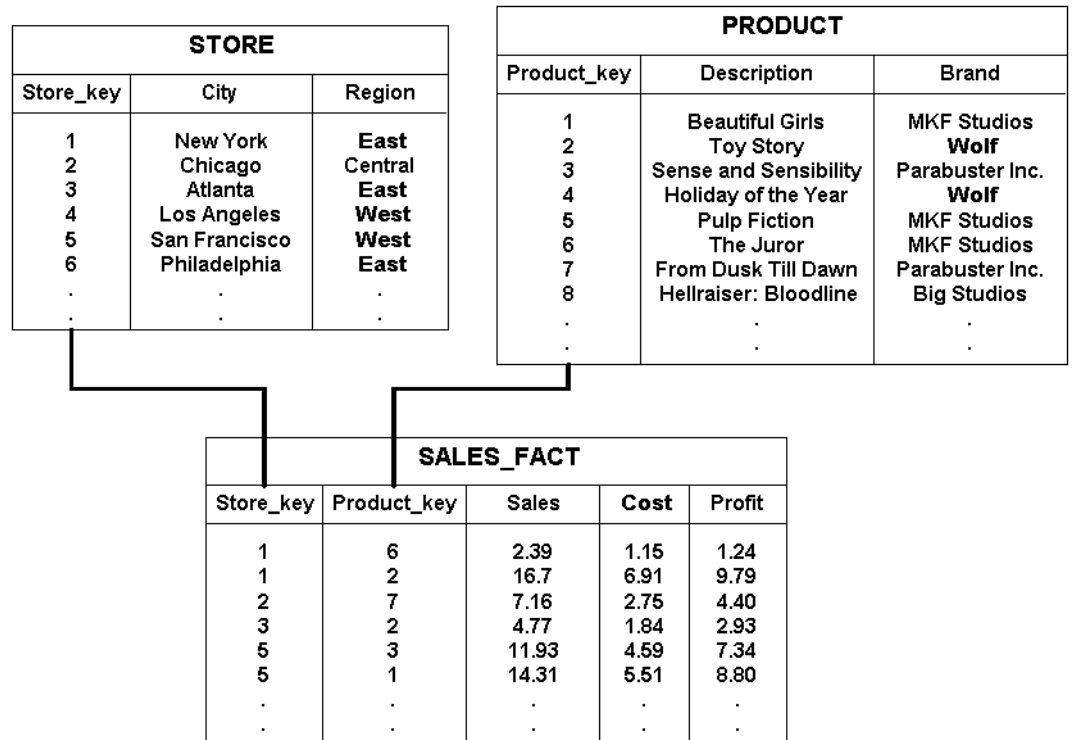 STORE
Store_key City Region
1 New York East
2 Chicago Central
3 Atlanta East
4 Los Angeles West
5 San Francisco West
6 Philadelphia East
. . .
. . .
PRODUCT
Product_key Description Brand
1 Beautiful Girls MKF Studios
2 Toy Story Wolf
3 Sense and Sensibility Parabuster Inc.
4 Holiday of the Year Wolf
5 Pulp Fiction MKF Studios
6 The Juror MKF Studios
7 From Dusk Till Dawn Parabuster Inc.
8 Hellraiser: Bloodline Big Studios
. . .
. . .
SALES_FACT
Store_key Product_key Sales Cost Profit
1 6 2.39 1.15 1.24
1 2 16.7 6.91 9.79
2 7 7.16 2.75 4.40
3 2 4.77 1.84 2.93
5 3 11.93 4.59 7.34
5 1 14.31 5.51 8.80
. . . . .
. . . . .